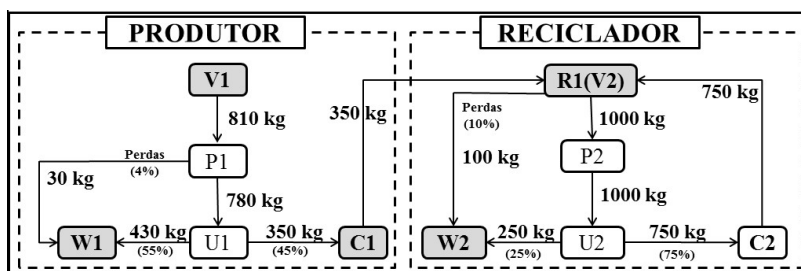 PRODUTOR
V1
810 kg
P1
Perdas
(4%)
30 kg
780 kg
W1
430 kg
(55%)
U1
350 kg
(45%)
C1
350 kg
RECICLADOR
R1(V2)
Perdas
(10%)
100 kg
1000 kg
750 kg
P2
1000 kg
W2
250 kg
(25%)
U2
750 kg
(75%)
C2